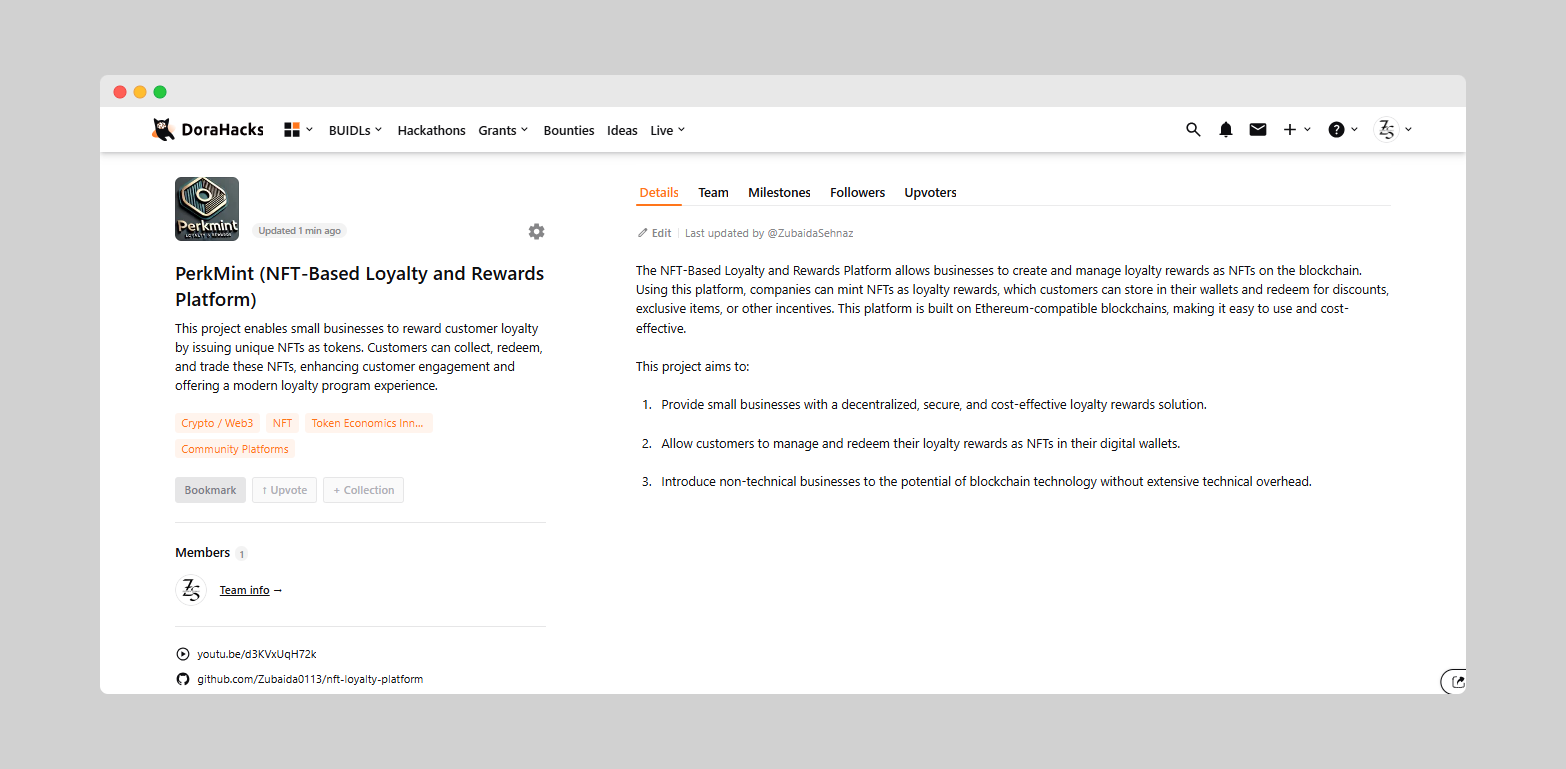 DoraHacks BUIDLs Hackathons Grants Bounties Ideas Live
Perkmint
LOYALTY & REWARDS
Updated 1 min ago
PerkMint (NFT-Based Loyalty and Rewards
Platform)
This project enables small businesses to reward customer loyalty
by issuing unique NFTs as tokens. Customers can collect, redeem,
and trade these NFTs, enhancing customer engagement and
offering a modern loyalty program experience.
Crypto / Web3 NFT Token Economics Inn...
Community Platforms
Bookmark ↑ Upvote + Collection
Members 1
ZS Team info →
youtu.be/d3KVxUqH72k
github.com/Zubaida0113/nft-loyalty-platform
Details Team Milestones Followers Upvoters
Edit Last updated by @ZubaidaSehnaz
The NFT-Based Loyalty and Rewards Platform allows businesses to create and manage loyalty rewards as NFTs on the blockchain.
Using this platform, companies can mint NFTs as loyalty rewards, which customers can store in their wallets and redeem for discounts,
exclusive items, or other incentives. This platform is built on Ethereum-compatible blockchains, making it easy to use and cost-
effective.
This project aims to:
1. Provide small businesses with a decentralized, secure, and cost-effective loyalty rewards solution.
2. Allow customers to manage and redeem their loyalty rewards as NFTs in their digital wallets.
3. Introduce non-technical businesses to the potential of blockchain technology without extensive technical overhead.